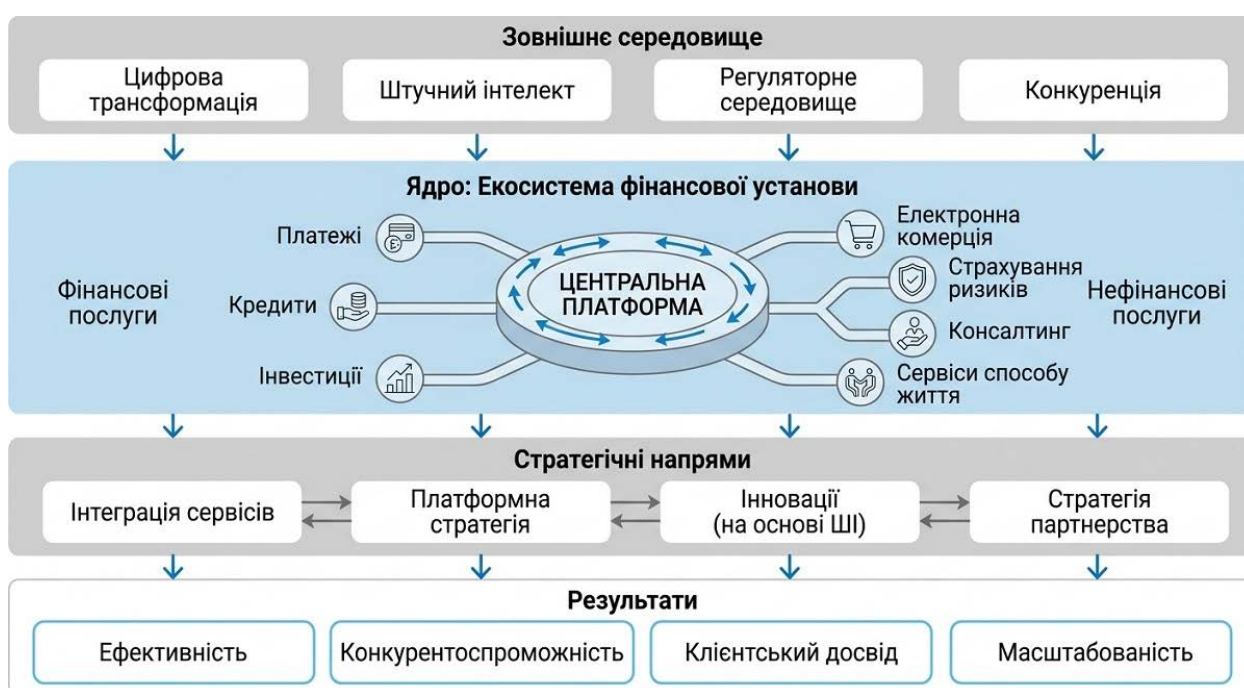 Зовнішнє середовище
Цифрова
трансформація
Штучний інтелект
Регуляторне
середовище
Конкуренція
Ядро: Екосистема фінансової установи
Фінансові
послуги
Платежі
Кредити
Інвестиції
ЦЕНТРАЛЬНА
ПЛАТФОРМА
Електронна
комерція
Страхування
ризиків
Консалтинг
Сервіси способу
життя
Нефінансові
послуги
Стратегічні напрями
Інтеграція сервісів
Платформна
стратегія
Інновації
(на основі ШІ)
Стратегія
партнерства
Результати
Ефективність
Конкурентоспроможність
Клієнтський досвід
Масштабованість